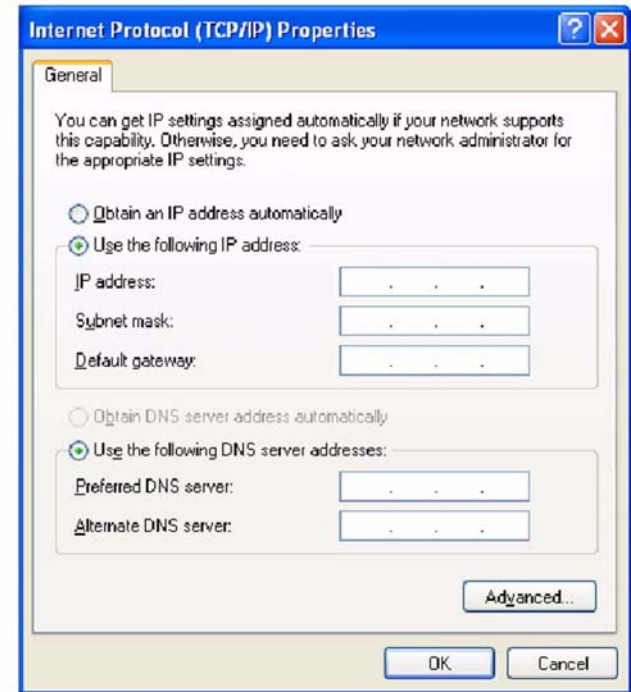 Internet Protocol (TCP/IP) Properties
General
You can get IP settings assigned automatically if your network supports
this capability. Otherwise, you need to ask your network administrator for
the appropriate IP settings.
Obtain an IP address automatically
Use the following IP address:
IP address:
Subnet mask:
Default gateway:
Obtain DNS server address automatically
Use the following DNS server addresses:
Preferred DNS server:
Alternate DNS server:
Advanced...
OK Cancel